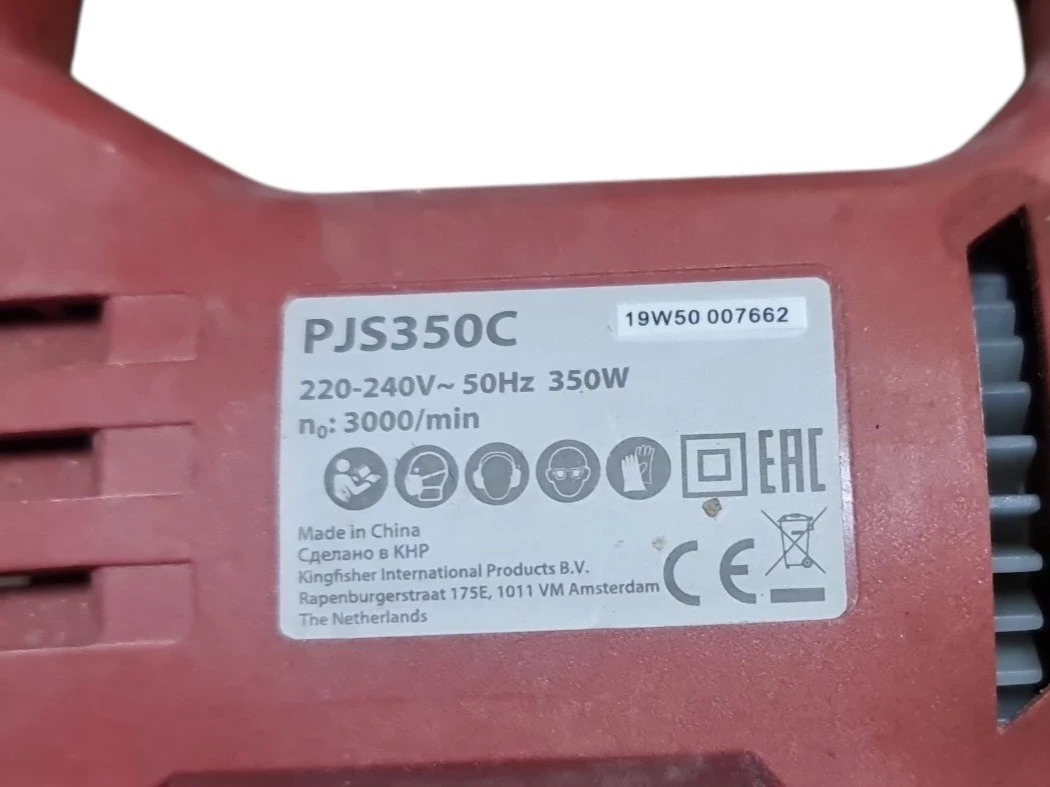 PJS350C
19W50 007662
220-240V~ 50Hz 350W
n₀: 3000/min
EAC
Made in China
Сделано в КНР
Kingfisher International Products B.V.
Rapenburgerstraat 175E, 1011 VM Amsterdam
The Netherlands
CE